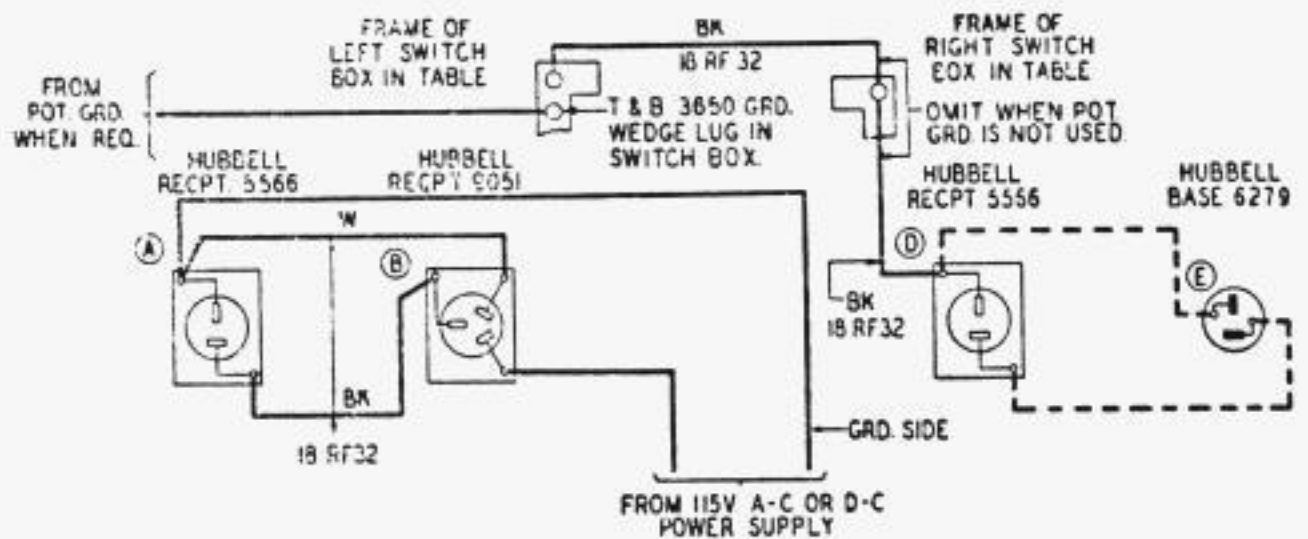 FRAME OF
LEFT SWITCH
BOX IN TABLE
BK
18 RF 32
FRAME OF
RIGHT SWITCH
BOX IN TABLE
FROM
POT. GRD.
WHEN REQ.
T & B 3650 GRD.
WEDGE LUG IN
SWITCH BOX.
OMIT WHEN POT
GRD. IS NOT USED.
HUBBELL
RECPT. 5566
HUBBELL
RECPT 9051
HUBBELL
RECPT 5556
HUBBELL
BASE 6279
A
W
B
D
E
BK
18 RF32
BK
18 RF32
GRD. SIDE
FROM 115V A-C OR D-C
POWER SUPPLY